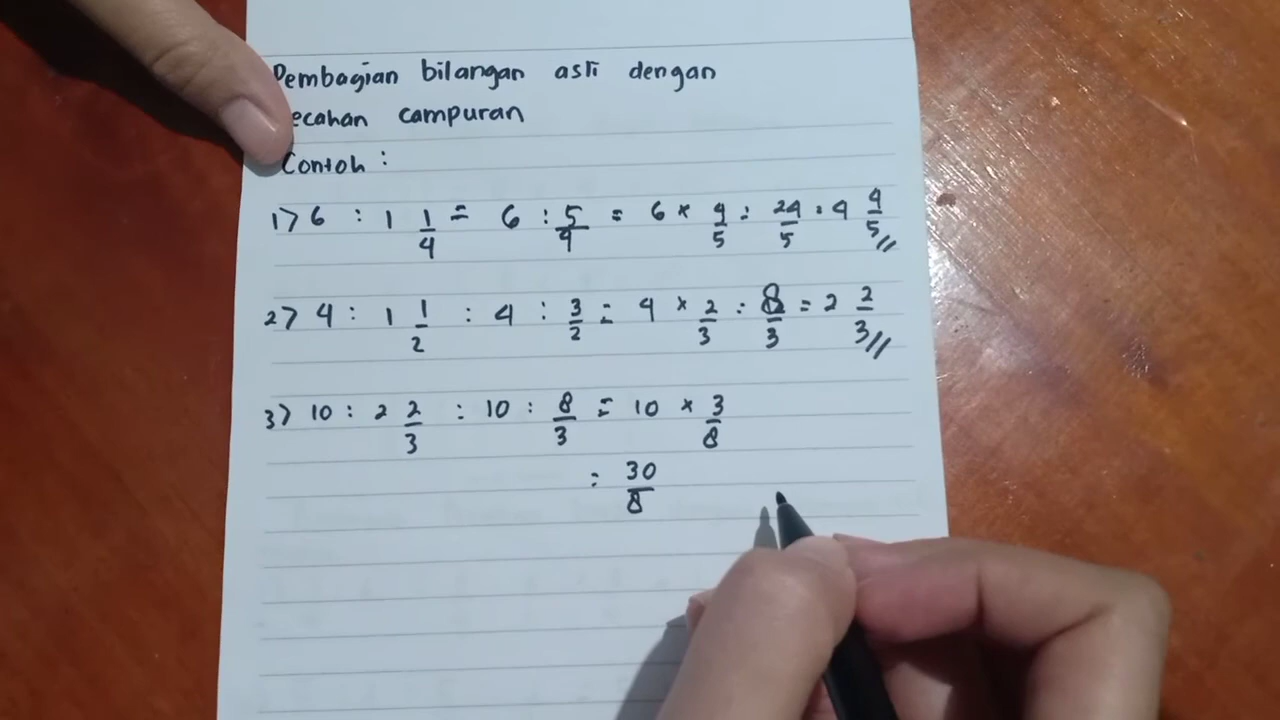 Pembagian bilangan asli dengan
ecahan campuran
Contoh :
1) 6 : 1 1/4 = 6 : 5/4 = 6 × 4/5 = 24/5 = 4 4/5 //
2) 4 : 1 1/2 = 4 : 3/2 = 4 × 2/3 = 8/3 = 2 2/3 //
3) 10 : 2 2/3 = 10 : 8/3 = 10 × 3/8
= 30/8